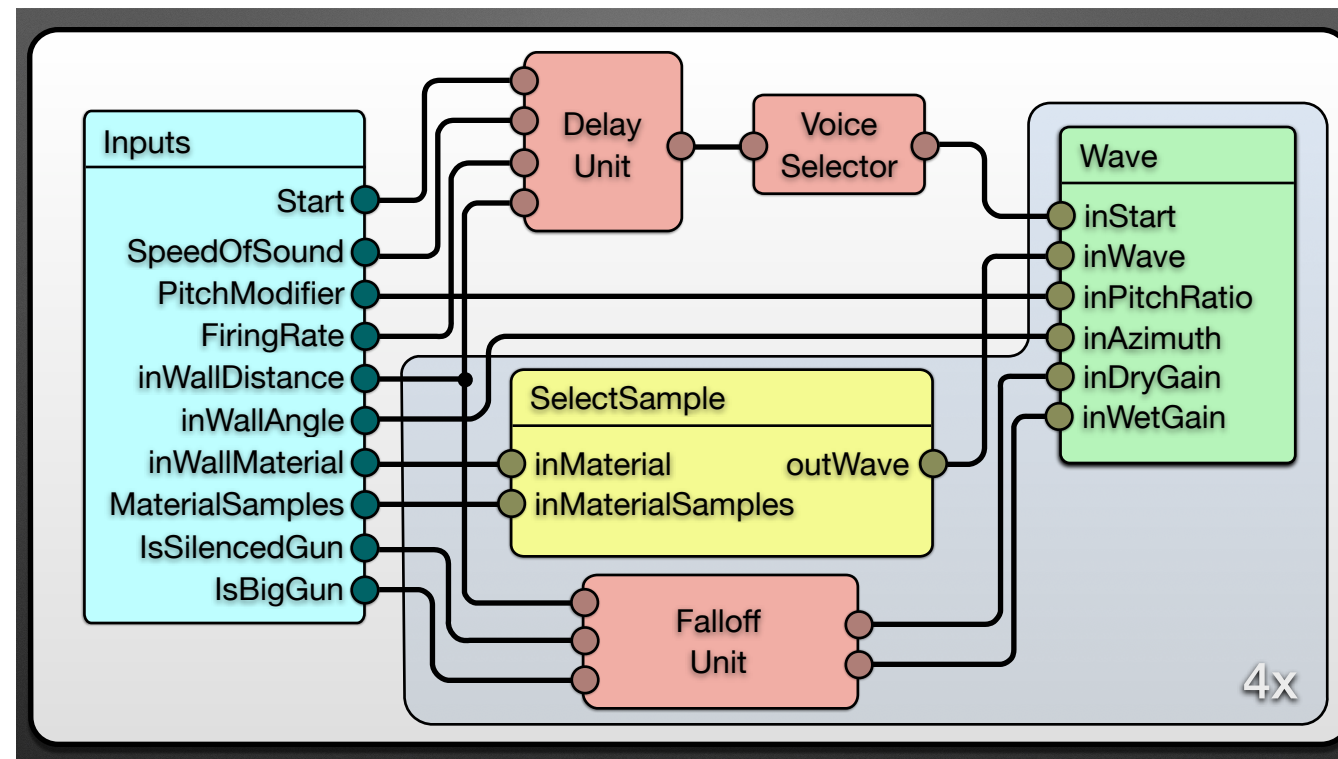 Inputs
Start
SpeedOfSound
PitchModifier
FiringRate
inWallDistance
inWallAngle
inWallMaterial
MaterialSamples
IsSilencedGun
IsBigGun
Delay
Unit
Voice
Selector
Wave
inStart
inWave
inPitchRatio
inAzimuth
inDryGain
inWetGain
SelectSample
inMaterial outWave
inMaterialSamples
Falloff
Unit
4x